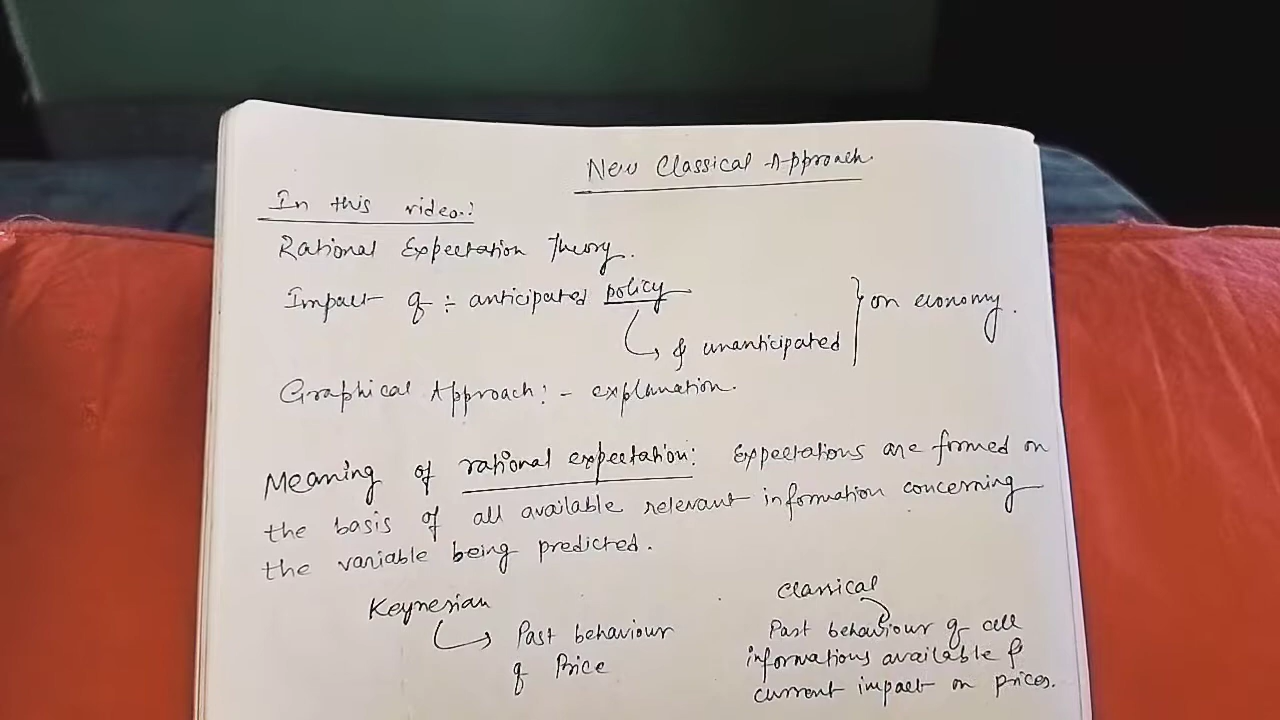 New Classical Approach
In this video:
Rational Expectation Theory.
Impact of :- anticipated policy
& unanticipated } on economy.
Graphical Approach:- explanation.
Meaning of rational expectation: Expectations are formed on
the basis of all available relevant information concerning
the variable being predicted.
Keynesian
Past behaviour
of Price
Classical
Past behaviour of all
informations available &
current impact on prices.